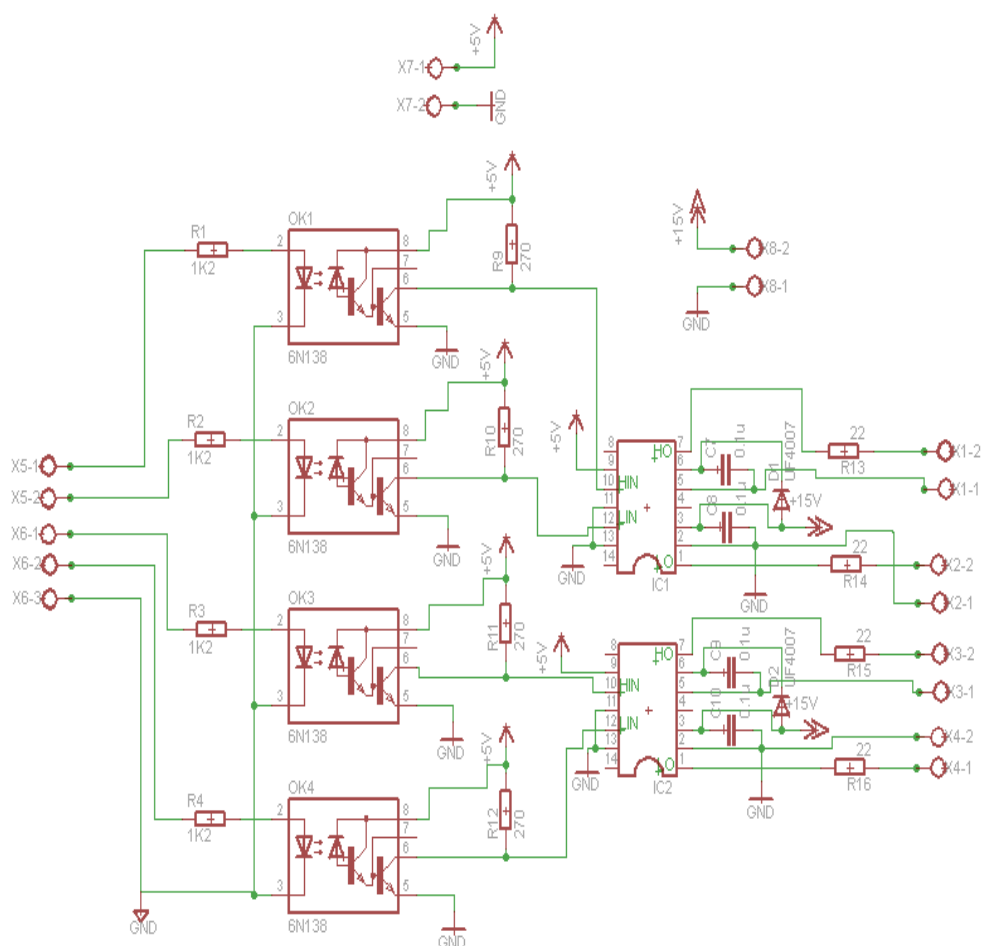 +5V
X7-1
X7-2
GND
+5V
OK1
R1
2
8
1K2
7
R9
270
6
3
5
GND
6N138
+15V
X8-2
X8-1
GND
+5V
OK2
R2
2
8
1K2
7
R10
270
6
3
5
GND
6N138
X5-1
X5-2
X6-1
X6-2
X6-3
+5V
8
9
10
11
12
13
14
HIN
LIN
HO
LO
7
6
5
4
3
2
1
IC1
GND
C7
0.1u
C8
0.1u
D1
UF4007
+15V
GND
22
R13
X1-2
X1-1
22
R14
X2-2
X2-1
+5V
OK3
R3
2
8
1K2
7
R11
270
6
3
5
GND
6N138
+5V
8
9
10
11
12
13
14
HIN
LIN
HO
LO
7
6
5
4
3
2
1
IC2
GND
C9
0.1u
C10
0.1u
D2
UF4007
+15V
GND
22
R15
X3-2
X3-1
X4-2
22
R16
X4-1
+5V
OK4
R4
2
8
1K2
7
R12
270
6
3
5
GND
6N138
GND